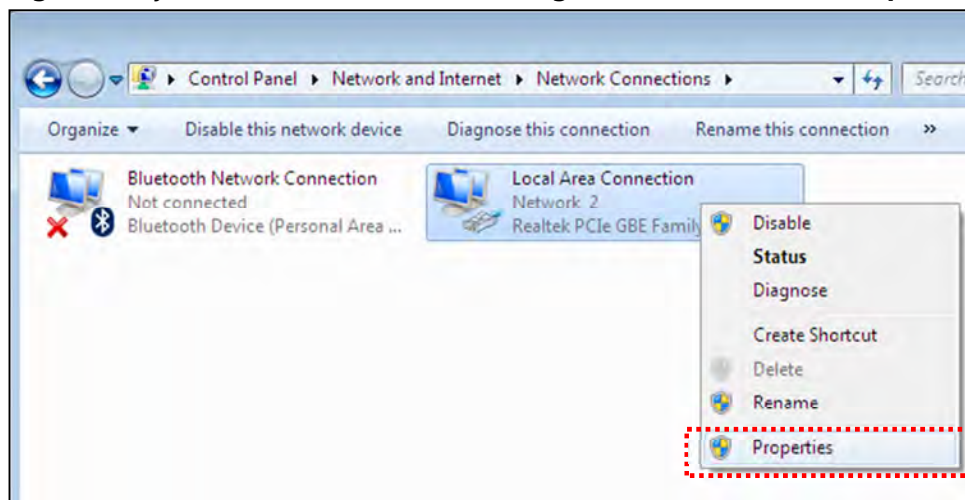 Control Panel ▸ Network and Internet ▸ Network Connections ▸ Search
Organize Disable this network device Diagnose this connection Rename this connection »
Bluetooth Network Connection
Not connected
Bluetooth Device (Personal Area ...
Local Area Connection
Network 2
Realtek PCIe GBE Family
Disable
Status
Diagnose
Create Shortcut
Delete
Rename
Properties